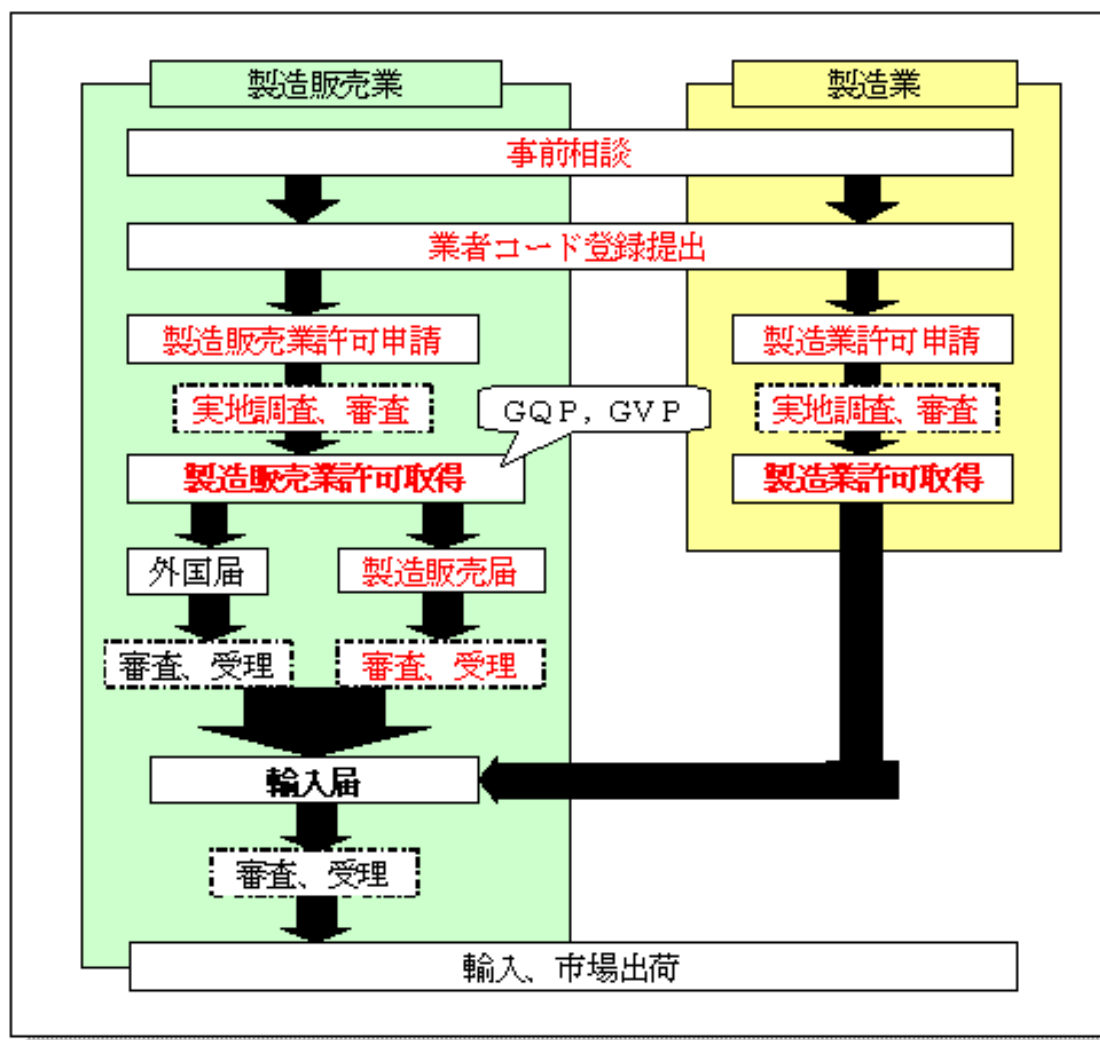 製造販売業
製造業
事前相談
業者コード登録提出
製造販売業許可申請
製造業許可申請
実地調査、審査
GQP, GVP
実地調査、審査
製造販売業許可取得
製造業許可取得
外国届
製造販売届
審査、受理
審査、受理
輸入届
審査、受理
輸入、市場出荷